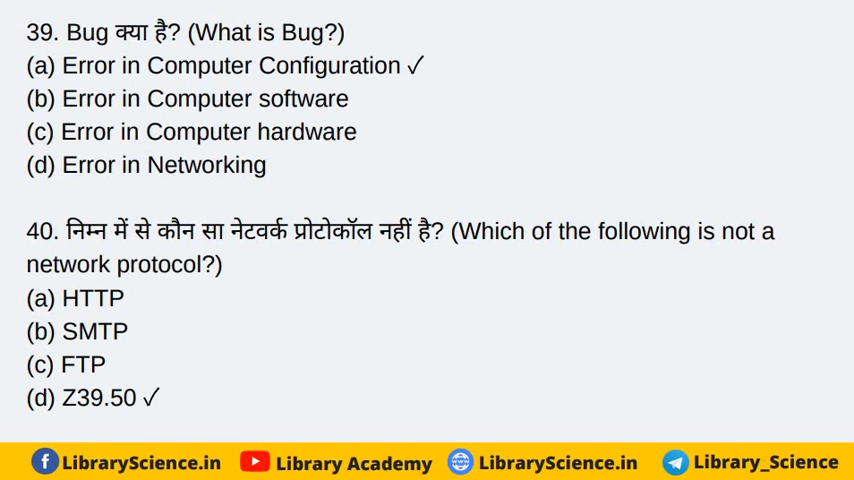 39. Bug क्या है? (What is Bug?)
(a) Error in Computer Configuration ✓
(b) Error in Computer software
(c) Error in Computer hardware
(d) Error in Networking
40. निम्न में से कौन सा नेटवर्क प्रोटोकॉल नहीं है? (Which of the following is not a
network protocol?)
(a) HTTP
(b) SMTP
(c) FTP
(d) Z39.50 ✓
LibraryScience.in Library Academy LibraryScience.in Library_Science